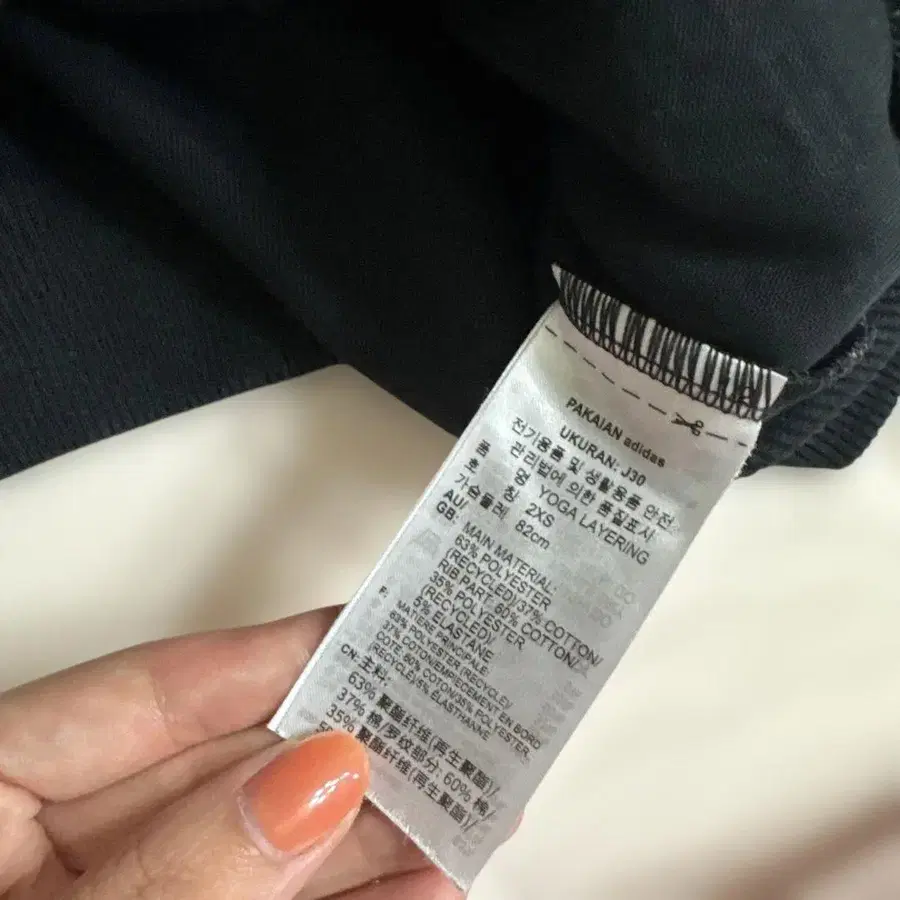 PAKAIAN adidas
UKURAN: J30
전기용품 및 생활용품 안전
관리법에 의한 품질표시
품 명 YOGA LAYERING
호 칭: 2XS
가슴둘레: 82cm
AU/
GB: MAIN MATERIAL:
63% POLYESTER
(RECYCLED)/37% COTTON/
RIB PART: 60% COTTON/
35% POLYESTER
(RECYCLED)/
5% ELASTANE
F: MATIÈRE PRINCIPALE:
63% POLYESTER (RECYCLE)/
37% COTON/EMPIECEMENT EN BORD
COTE: 60% COTON/35% POLYESTER
(RECYCLE)/5% ELASTHANNE
CN: 主料:
63% 聚酯纤维(再生聚酯)/
37% 棉/罗纹部分: 60% 棉/
35% 聚酯纤维(再生聚酯)/